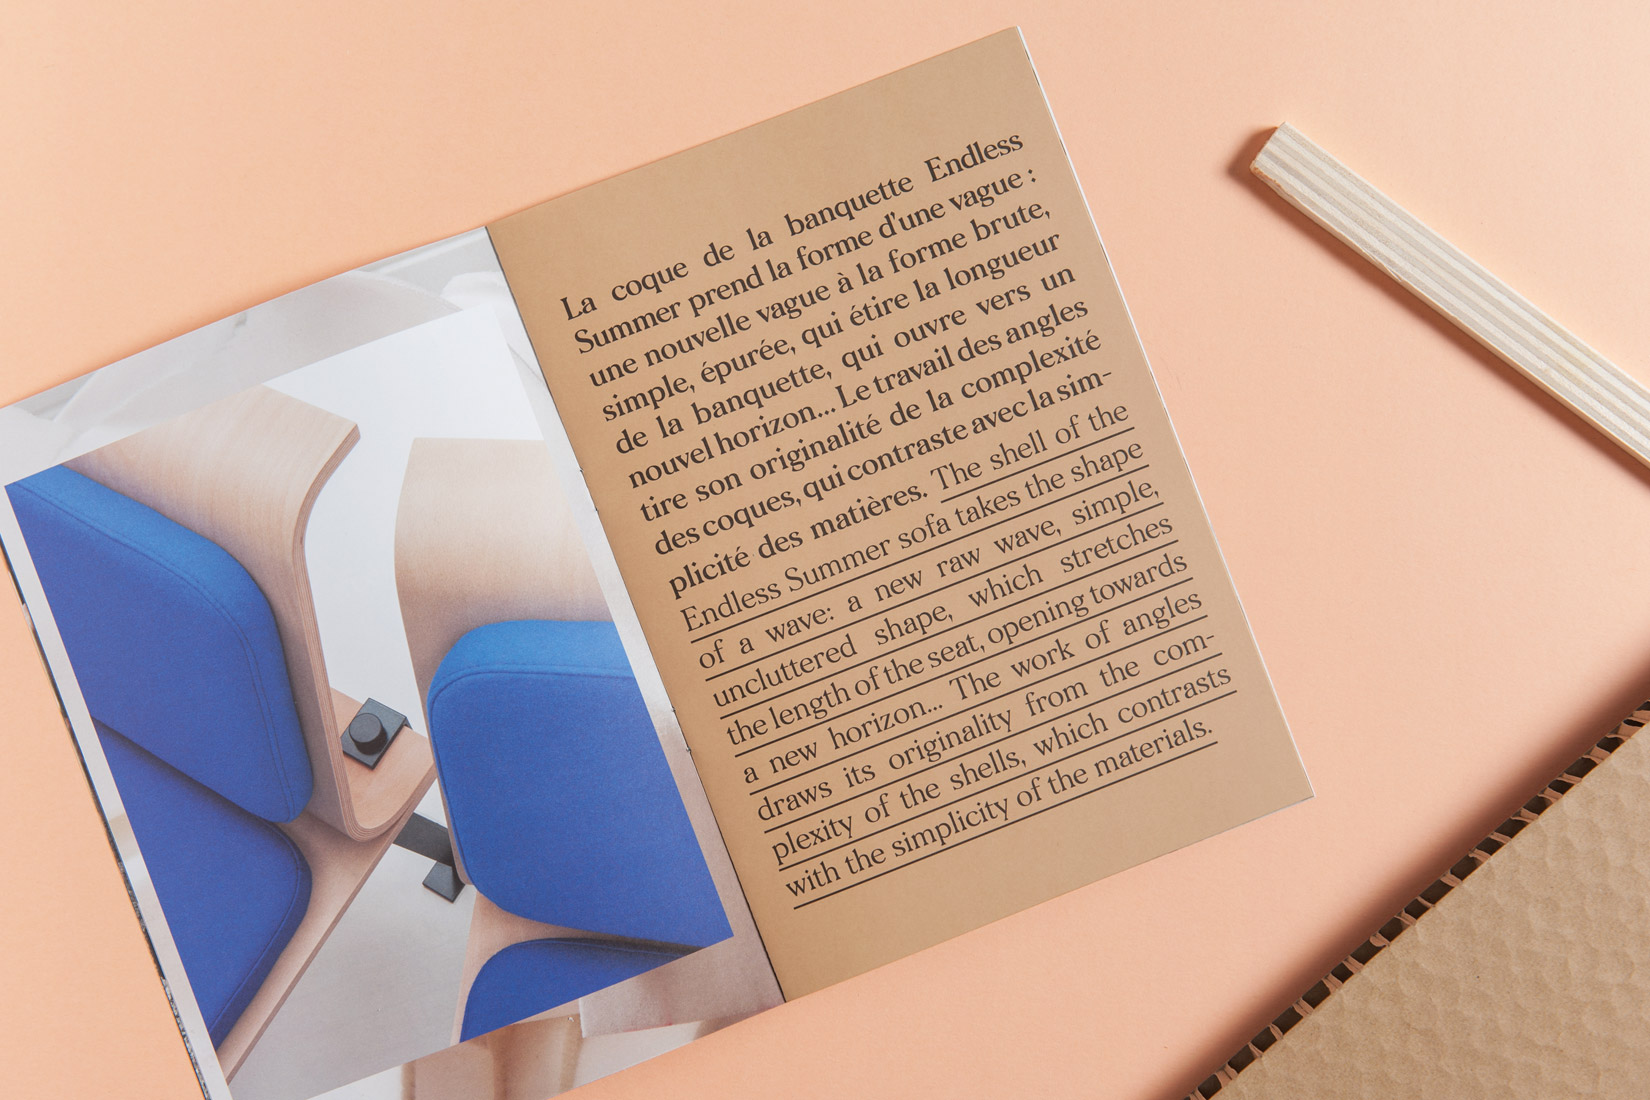 La coque de la banquette Endless
Summer prend la forme d'une vague :
une nouvelle vague à la forme brute,
simple, épurée, qui étire la longueur
de la banquette, qui ouvre vers un
nouvel horizon... Le travail des angles
tire son originalité de la complexité
des coques, qui contraste avec la sim-
plicité des matières. The shell of the
Endless Summer sofa takes the shape
of a wave: a new raw wave, simple,
uncluttered shape, which stretches
the length of the seat, opening towards
a new horizon... The work of angles
draws its originality from the com-
plexity of the shells, which contrasts
with the simplicity of the materials.